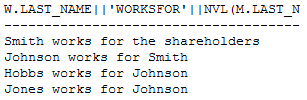 W.LAST_NAME||'WORKSFOR'||NVL(M.LAST_N
-------------------------------------
Smith works for the shareholders
Johnson works for Smith
Hobbs works for Johnson
Jones works for Johnson